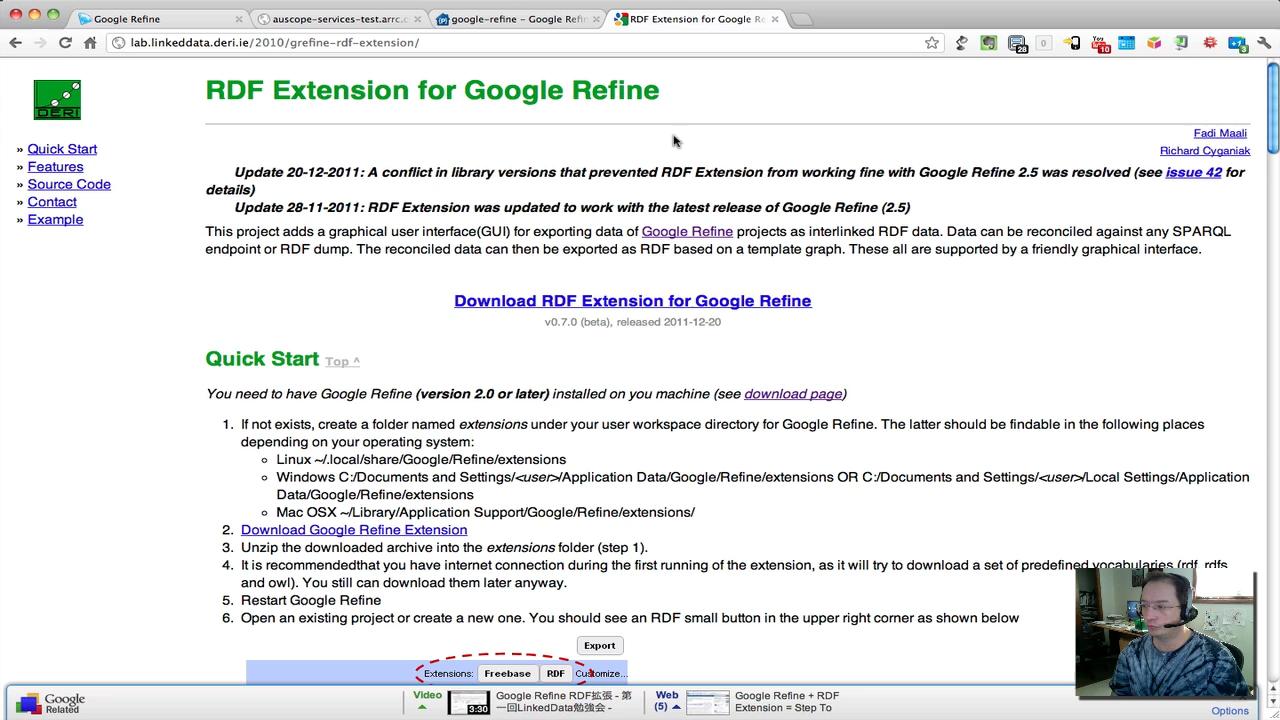 Google Refine
auscope-services-test.arrc.c
google-refine – Google Refin
RDF Extension for Google Re
lab.linkeddata.deri.ie/2010/grefine-rdf-extension/
28
0
10
3
DERI
» Quick Start
» Features
» Source Code
» Contact
» Example
RDF Extension for Google Refine
Fadi Maali
Richard Cyganiak
Update 20-12-2011: A conflict in library versions that prevented RDF Extension from working fine with Google Refine 2.5 was resolved (see issue 42 for
details)
Update 28-11-2011: RDF Extension was updated to work with the latest release of Google Refine (2.5)
This project adds a graphical user interface(GUI) for exporting data of Google Refine projects as interlinked RDF data. Data can be reconciled against any SPARQL
endpoint or RDF dump. The reconciled data can then be exported as RDF based on a template graph. These all are supported by a friendly graphical interface.
Download RDF Extension for Google Refine
v0.7.0 (beta), released 2011-12-20
Quick Start Top ^
You need to have Google Refine (version 2.0 or later) installed on you machine (see download page)
1. If not exists, create a folder named extensions under your user workspace directory for Google Refine. The latter should be findable in the following places
depending on your operating system:
Linux ~/.local/share/Google/Refine/extensions
Windows C:/Documents and Settings/<user>/Application Data/Google/Refine/extensions OR C:/Documents and Settings/<user>/Local Settings/Application
Data/Google/Refine/extensions
Mac OSX ~/Library/Application Support/Google/Refine/extensions/
2. Download Google Refine Extension
3. Unzip the downloaded archive into the extensions folder (step 1).
4. It is recommendedthat you have internet connection during the first running of the extension, as it will try to download a set of predefined vocabularies (rdf, rdfs
and owl). You still can download them later anyway.
5. Restart Google Refine
6. Open an existing project or create a new one. You should see an RDF small button in the upper right corner as shown below
Export
Extensions: Freebase RDF Customize...
Google Related
Video
3:30
Google Refine RDF拡張 - 第
一回LinkedData勉強会 -
Web
(5)
Google Refine + RDF
Extension = Step To
Options